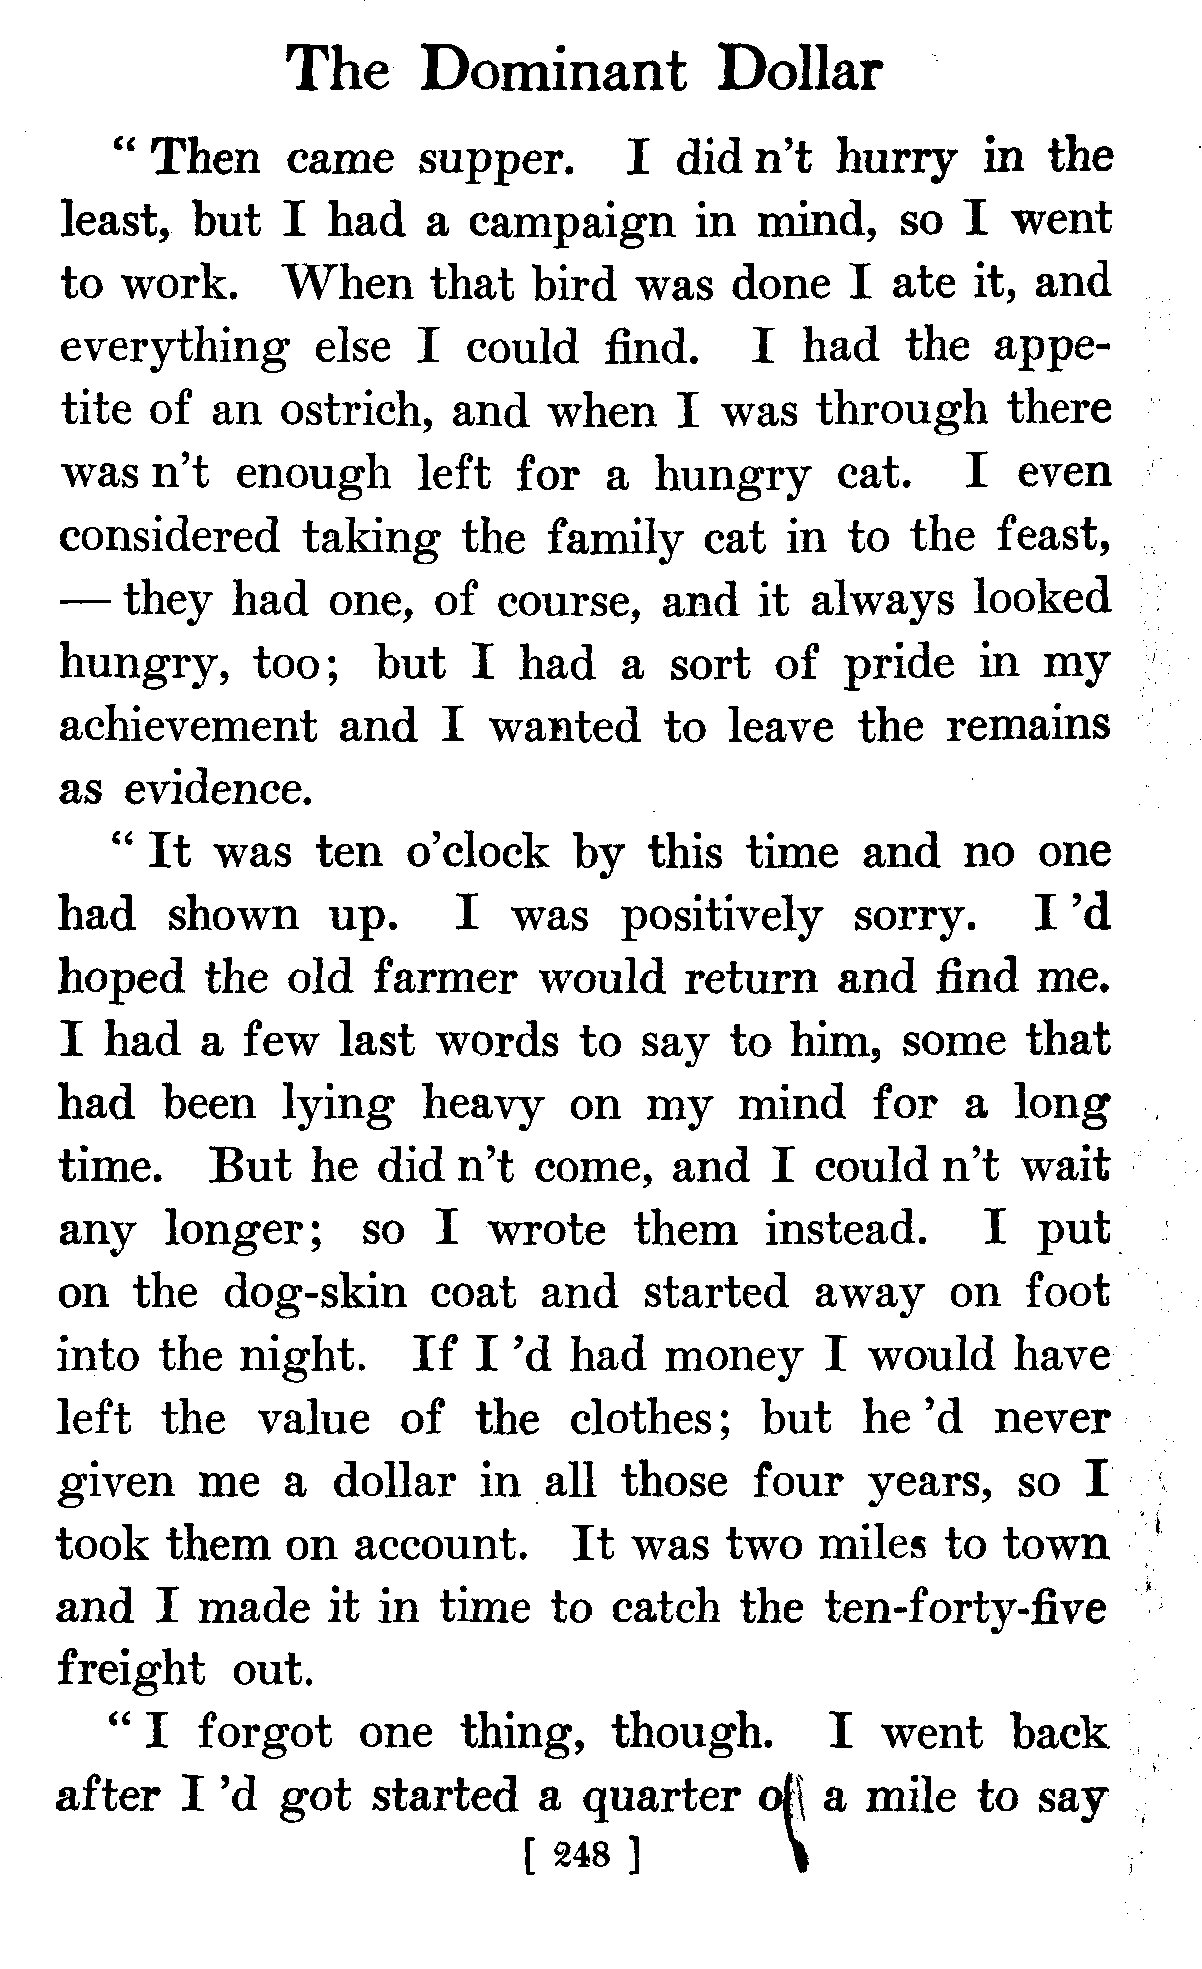 The Dominant Dollar
“ Then came supper. I did n’t hurry in the
least, but I had a campaign in mind, so I went
to work. When that bird was done I ate it, and
everything else I could find. I had the appe-
tite of an ostrich, and when I was through there
was n’t enough left for a hungry cat. I even
considered taking the family cat in to the feast,
— they had one, of course, and it always looked
hungry, too; but I had a sort of pride in my
achievement and I wanted to leave the remains
as evidence.
“ It was ten o’clock by this time and no one
had shown up. I was positively sorry. I ’d
hoped the old farmer would return and find me.
I had a few last words to say to him, some that
had been lying heavy on my mind for a long
time. But he did n’t come, and I could n’t wait
any longer; so I wrote them instead. I put
on the dog-skin coat and started away on foot
into the night. If I ’d had money I would have
left the value of the clothes; but he ’d never
given me a dollar in all those four years, so I
took them on account. It was two miles to town
and I made it in time to catch the ten-forty-five
freight out.
“ I forgot one thing, though. I went back
after I ’d got started a quarter of a mile to say
[ 248 ]